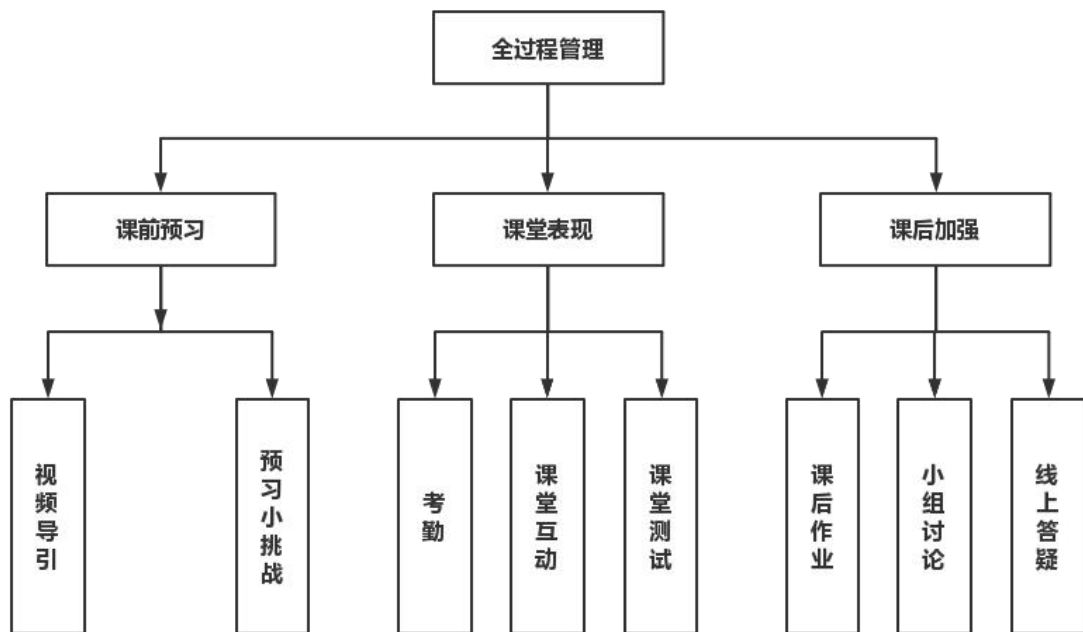 全过程管理
课前预习
课堂表现
课后加强
视频导引
预习小挑战
考勤
课堂互动
课堂测试
课后作业
小组讨论
线上答疑